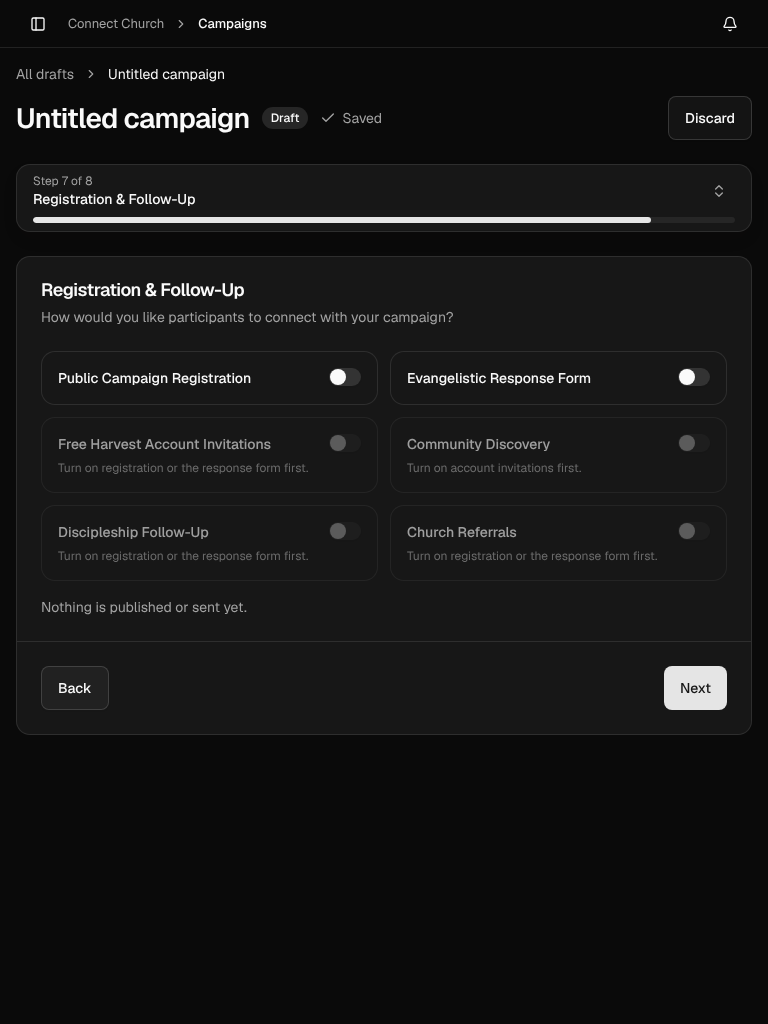 Connect Church > Campaigns
All drafts > Untitled campaign
Untitled campaign Draft ✓ Saved Discard
Step 7 of 8
Registration & Follow-Up
Registration & Follow-Up
How would you like participants to connect with your campaign?
Public Campaign Registration
Evangelistic Response Form
Free Harvest Account Invitations
Turn on registration or the response form first.
Community Discovery
Turn on account invitations first.
Discipleship Follow-Up
Turn on registration or the response form first.
Church Referrals
Turn on registration or the response form first.
Nothing is published or sent yet.
Back Next